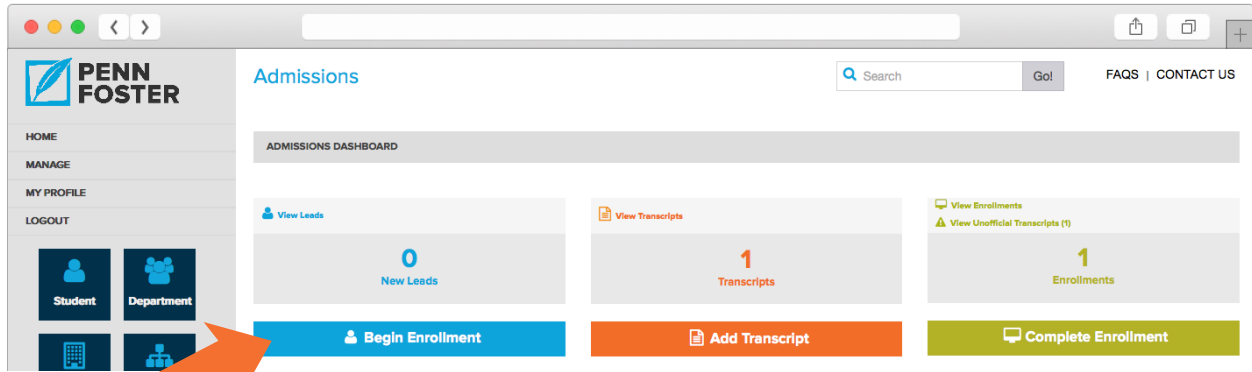 PENN
FOSTER
Admissions
Search
Go!
FAQS | CONTACT US
HOME
MANAGE
MY PROFILE
LOGOUT
ADMISSIONS DASHBOARD
View Leads
View Transcripts
View Enrollments
View Unofficial Transcripts (1)
0
New Leads
1
Transcripts
1
Enrollments
Student
Department
Begin Enrollment
Add Transcript
Complete Enrollment